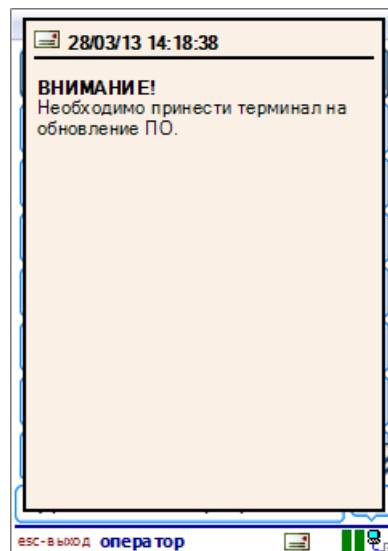 28/03/13 14:18:38
ВНИМАНИЕ!
Необходимо принести терминал на
обновление ПО.
esc-выход оператор